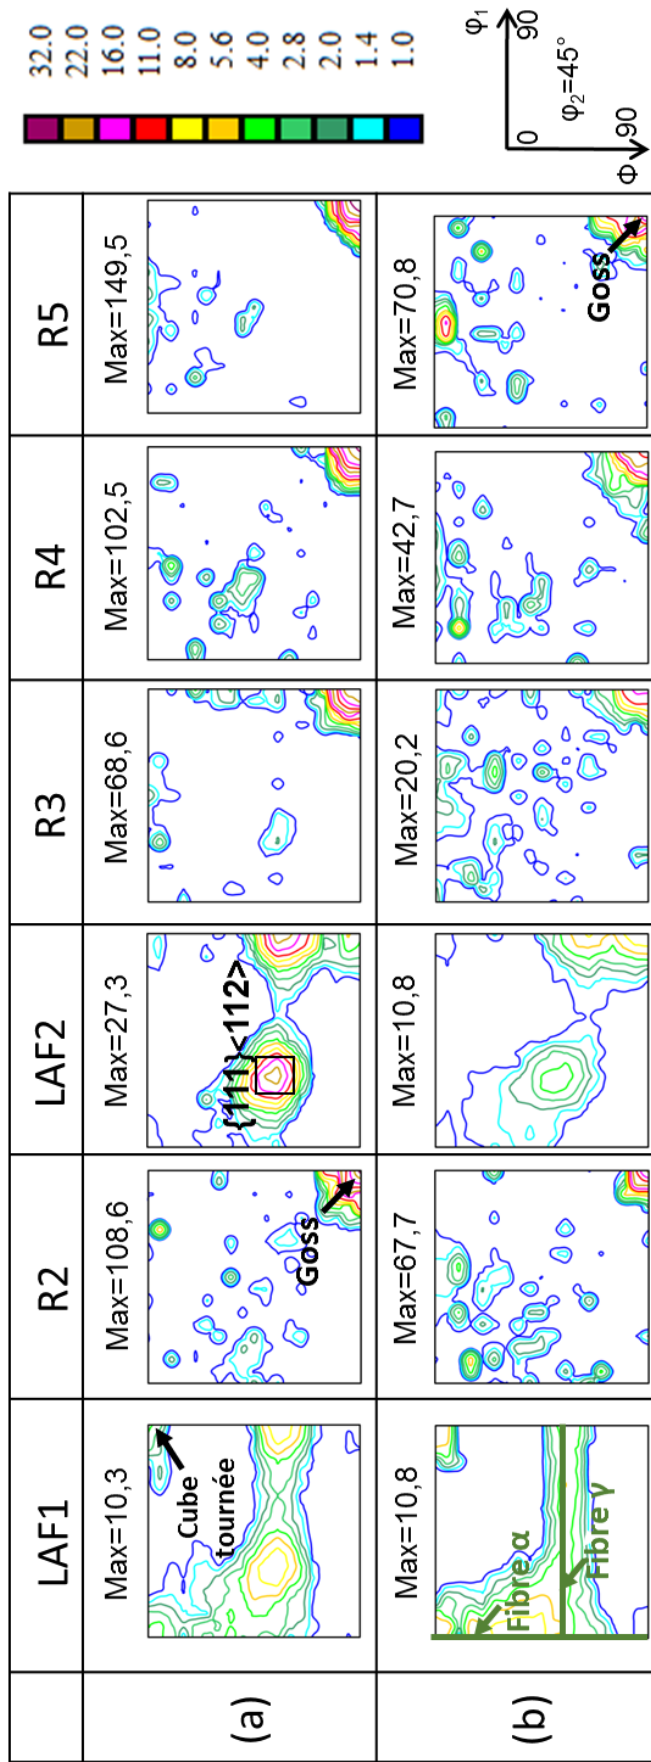 LAF1
R2
LAF2
R3
R4
R5
(a)
Max=10,3
Max=108,6
Max=27,3
Max=68,6
Max=102,5
Max=149,5
Cube
tournée
Goss
{111}<112>
(b)
Max=10,8
Max=67,7
Max=10,8
Max=20,2
Max=42,7
Max=70,8
Fibre α
Fibre γ
Goss
32.0
22.0
16.0
11.0
8.0
5.6
4.0
2.8
2.0
1.4
1.0
0
90
φ1
φ2=45°
90
Φ